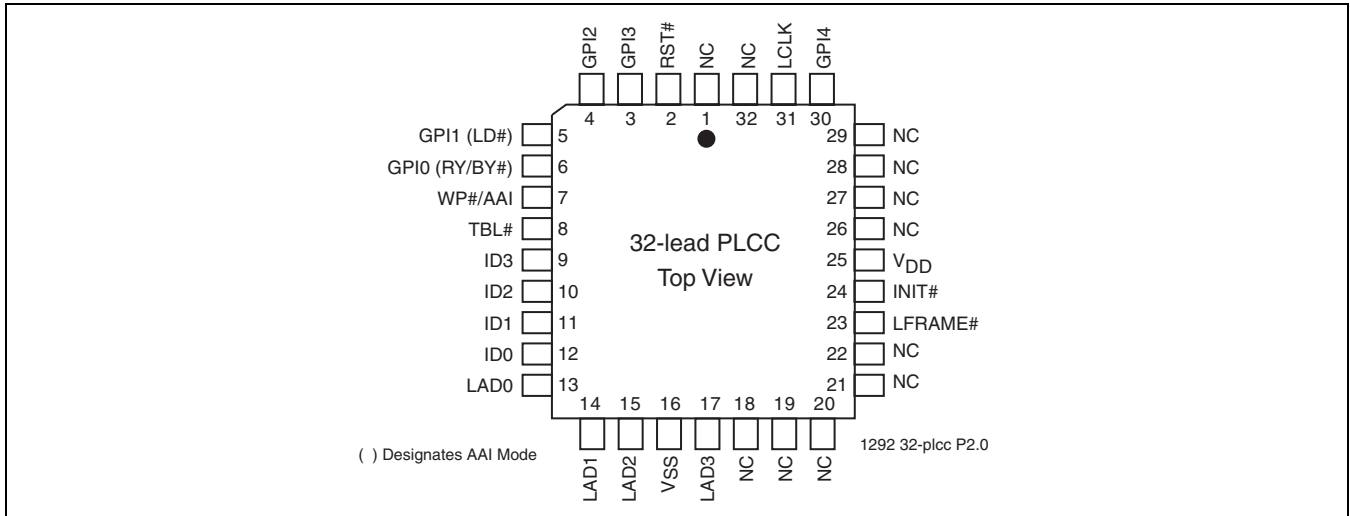 GPI2
GPI3
RST#
NC
NC
LCLK
GPI4
4
3
2
1
32
31
30
GPI1 (LD#)
5
29
NC
GPI0 (RY/BY#)
6
28
NC
WP#/AAI
7
27
NC
TBL#
8
26
NC
32-lead PLCC
Top View
ID3
9
25
VDD
ID2
10
24
INIT#
ID1
11
23
LFRAME#
ID0
12
22
NC
LAD0
13
21
NC
14
15
16
17
18
19
20
LAD1
LAD2
VSS
LAD3
NC
NC
NC
( ) Designates AAI Mode
1292 32-plcc P2.0